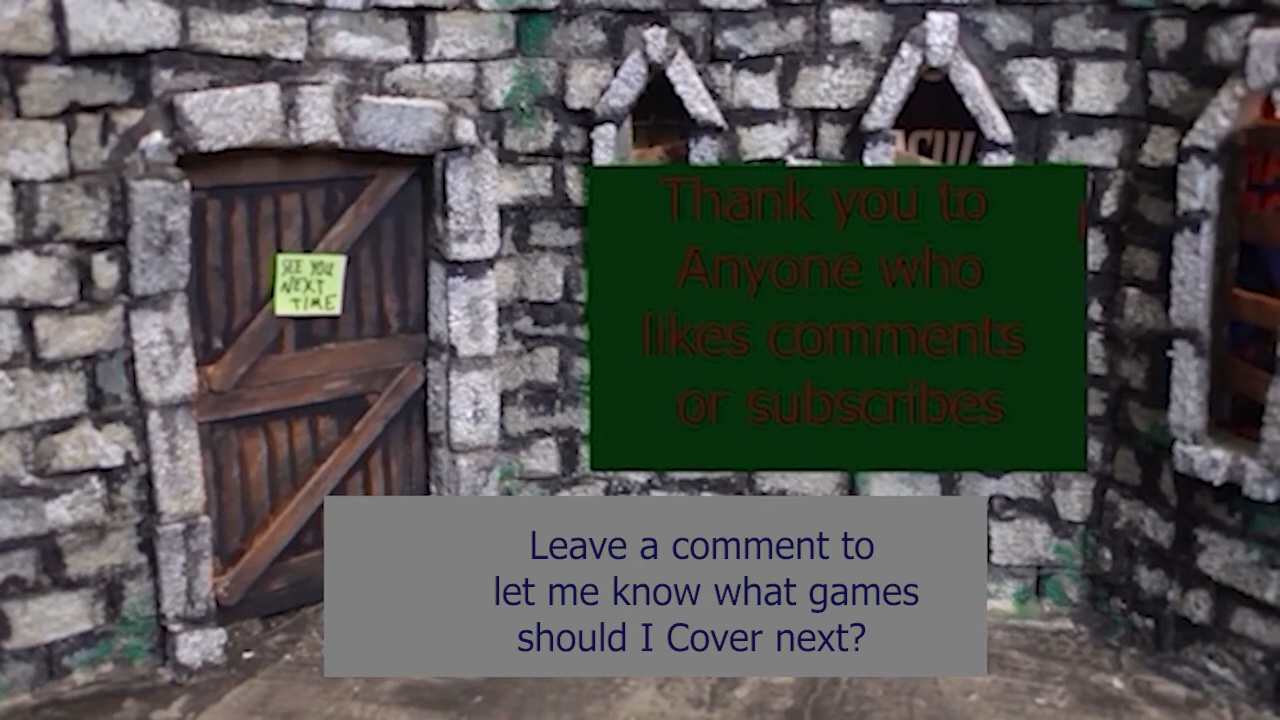 SEE YOU
NEXT
TIME
Thank you to
Anyone who
likes comments
or subscribes
Leave a comment to
let me know what games
should I Cover next?